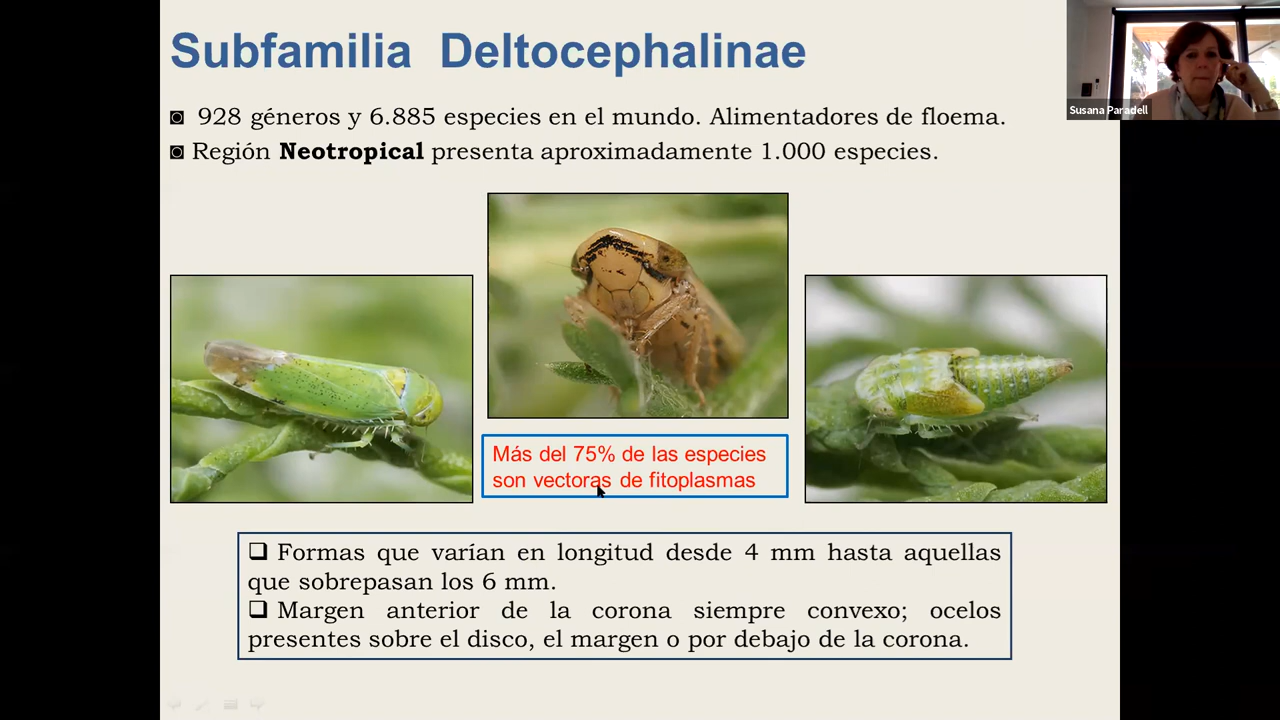 Subfamilia Deltocephalinae
Susana Paradell
◙ 928 géneros y 6.885 especies en el mundo. Alimentadores de floema.
◙ Región Neotropical presenta aproximadamente 1.000 especies.
Más del 75% de las especies
son vectoras de fitoplasmas
❑ Formas que varían en longitud desde 4 mm hasta aquellas
que sobrepasan los 6 mm.
❑ Margen anterior de la corona siempre convexo; ocelos
presentes sobre el disco, el margen o por debajo de la corona.